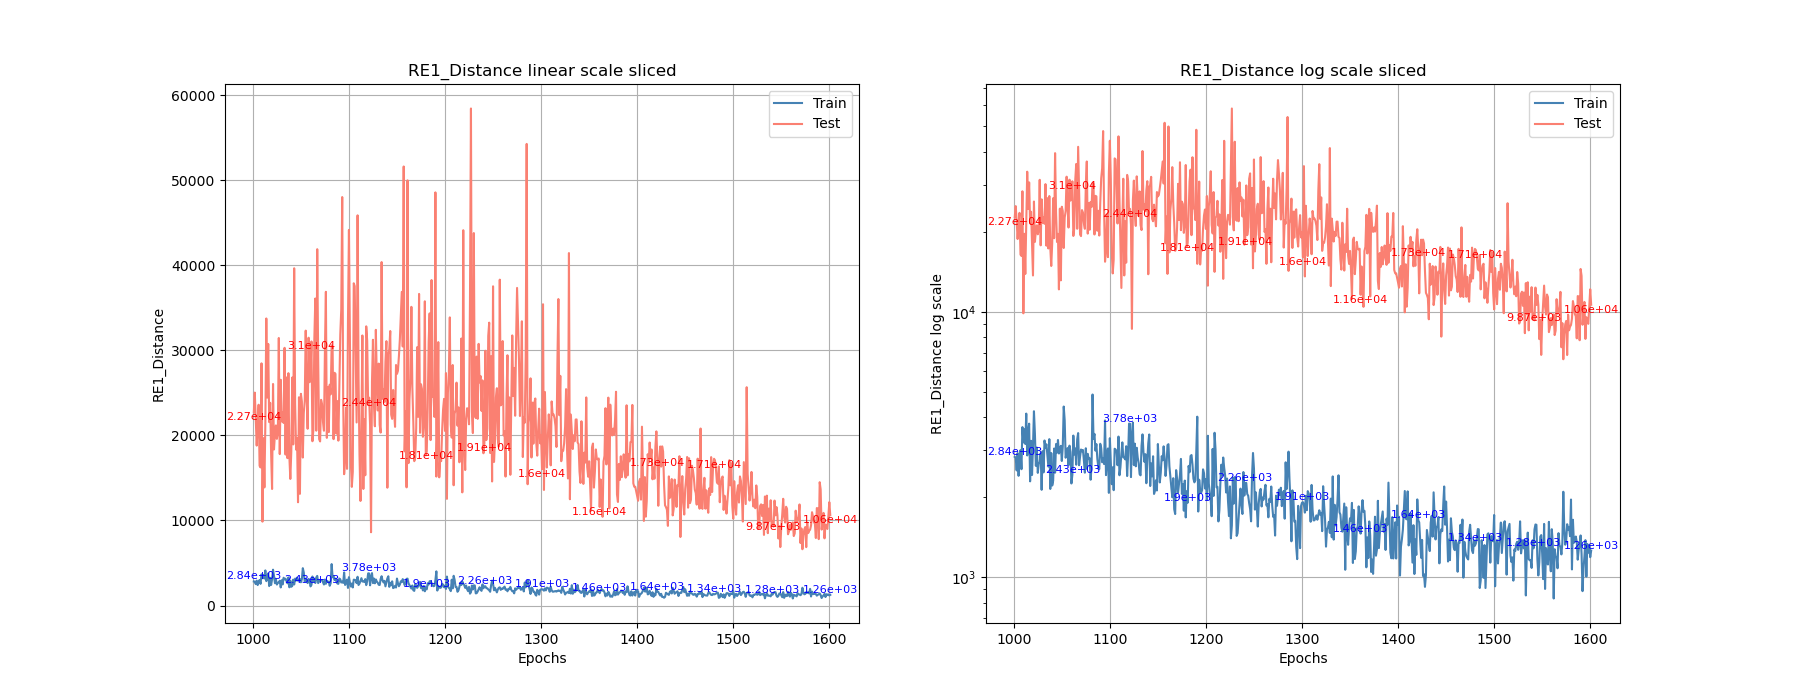 RE1_Distance linear scale sliced
RE1_Distance
60000
50000
40000
30000
20000
10000
0
Train
Test
2.27e+04
3.1e+04
2.44e+04
1.81e+04
1.91e+04
1.6e+04
1.16e+04
1.73e+04
1.71e+04
9.87e+03
1.06e+04
2.84e+03
2.43e+03
3.78e+03
1.9e+03
2.26e+03
1.91e+03
1.46e+03
1.64e+03
1.34e+03
1.28e+03
1.26e+03
1000 1100 1200 1300 1400 1500 1600
Epochs
RE1_Distance log scale sliced
RE1_Distance log scale
10⁴
10³
Train
Test
2.27e+04
3.1e+04
2.44e+04
1.81e+04
1.91e+04
1.6e+04
1.16e+04
1.73e+04
1.71e+04
9.87e+03
1.06e+04
2.84e+03
2.43e+03
3.78e+03
1.9e+03
2.26e+03
1.91e+03
1.46e+03
1.64e+03
1.34e+03
1.28e+03
1.26e+03
1000 1100 1200 1300 1400 1500 1600
Epochs